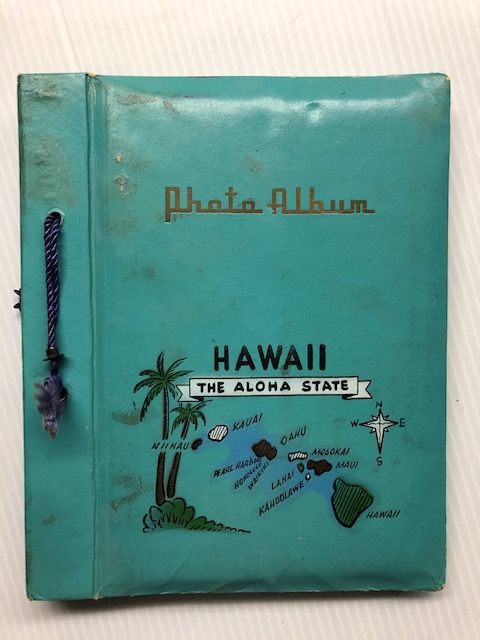 Photo Album
HAWAII
THE ALOHA STATE
N
W E
S
KAUAI
NIIHAU
OAHU
PEARL HARBOR
HONOLULU
WAIKIKI
MOLOKAI
MAUI
LANAI
KAHOOLAWE
HAWAII